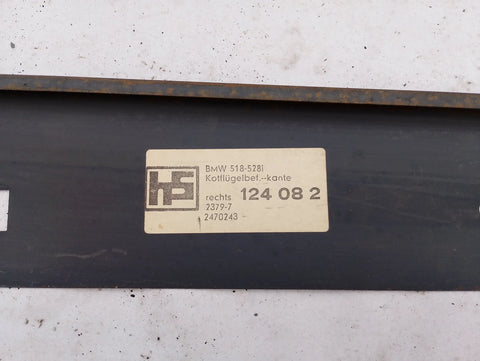 BMW 518-528i
Kotflügelbef.--kante
hs
rechts 124 08 2
2379-7
2470243